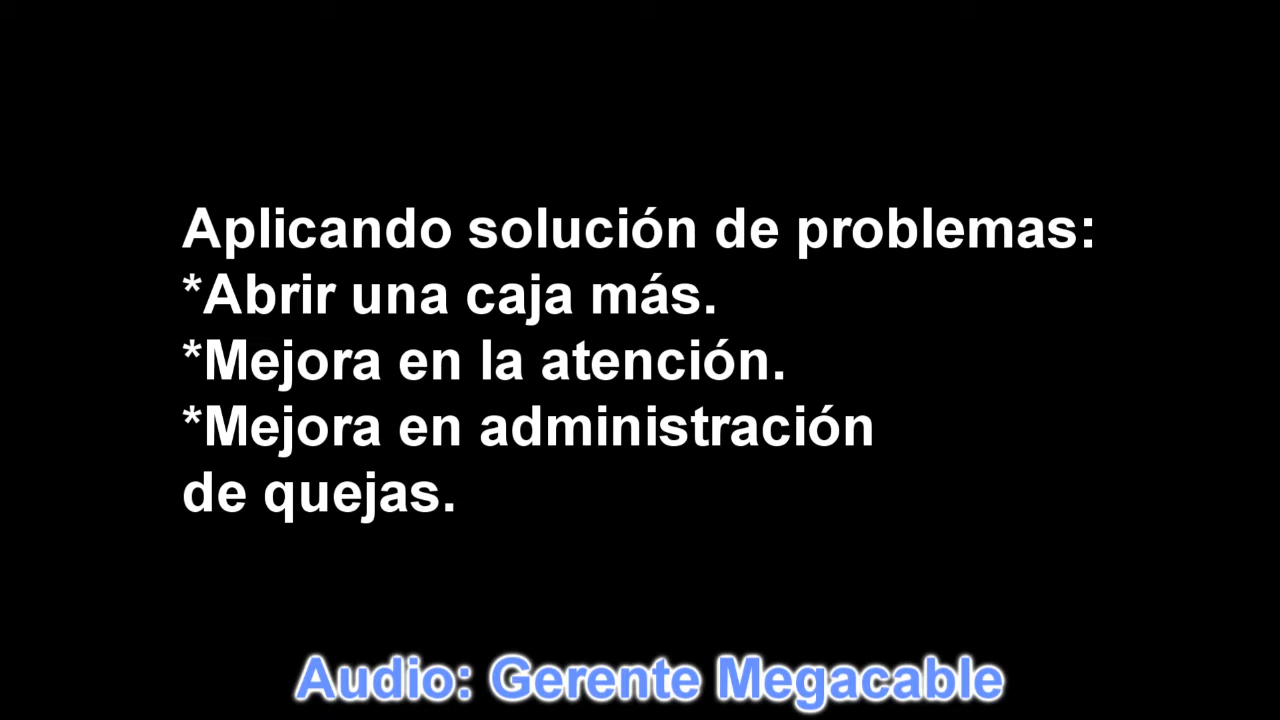 Aplicando solución de problemas:
*Abrir una caja más.
*Mejora en la atención.
*Mejora en administración
de quejas.
Audio: Gerente Megacable